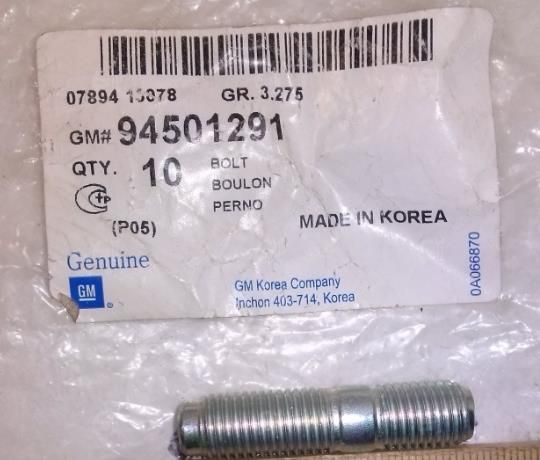 07894 GR. 3.275
GM# 94501291
QTY. 10 BOLT
BOULON
PERNO
(P05) MADE IN KOREA
Genuine
GM
GM Korea Company
Inchon 403-714, Korea
0A066870